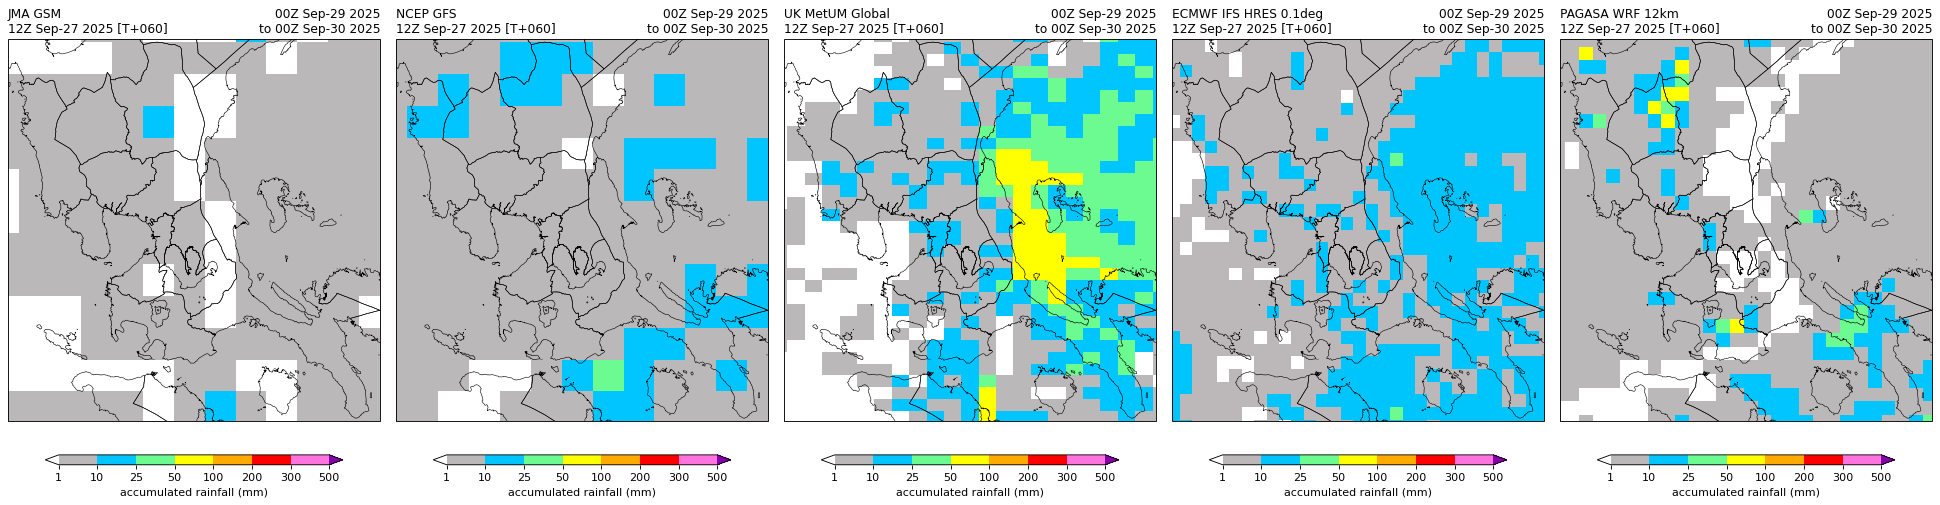 JMA GSM 00Z Sep-29 2025
12Z Sep-27 2025 [T+060] to 00Z Sep-30 2025
1 10 25 50 100 200 300 500
accumulated rainfall (mm)
NCEP GFS 00Z Sep-29 2025
12Z Sep-27 2025 [T+060] to 00Z Sep-30 2025
1 10 25 50 100 200 300 500
accumulated rainfall (mm)
UK MetUM Global 00Z Sep-29 2025
12Z Sep-27 2025 [T+060] to 00Z Sep-30 2025
1 10 25 50 100 200 300 500
accumulated rainfall (mm)
ECMWF IFS HRES 0.1deg 00Z Sep-29 2025
12Z Sep-27 2025 [T+060] to 00Z Sep-30 2025
1 10 25 50 100 200 300 500
accumulated rainfall (mm)
PAGASA WRF 12km 00Z Sep-29 2025
12Z Sep-27 2025 [T+060] to 00Z Sep-30 2025
1 10 25 50 100 200 300 500
accumulated rainfall (mm)